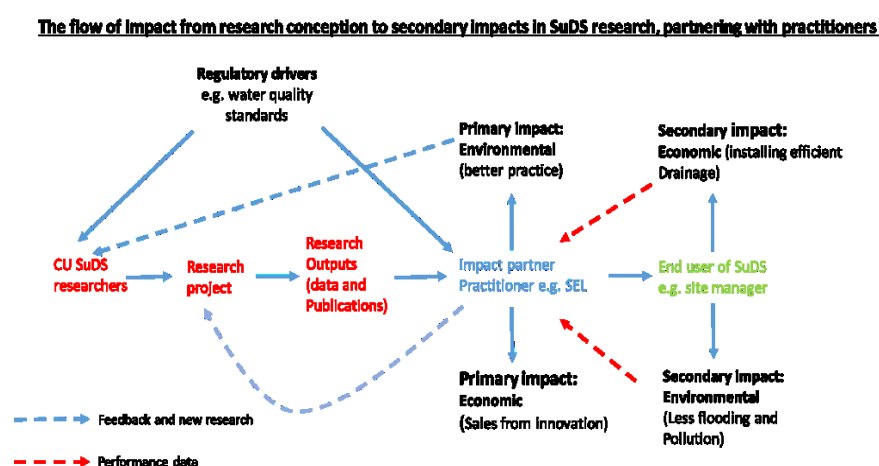 The flow of impact from research conception to secondary impacts in SuDS research, partnering with practitioners
Regulatory drivers
e.g. water quality
standards
Primary impact:
Environmental
(better practice)
Secondary impact:
Economic (installing efficient
Drainage)
CU SuDS
researchers
Research
project
Research
Outputs
(data and
Publications)
Impact partner
Practitioner e.g. SEL
End user of SuDS
e.g. site manager
Primary impact:
Economic
(Sales from innovation)
Secondary impact:
Environmental
(Less flooding and
Pollution)
Feedback and new research
Performance data